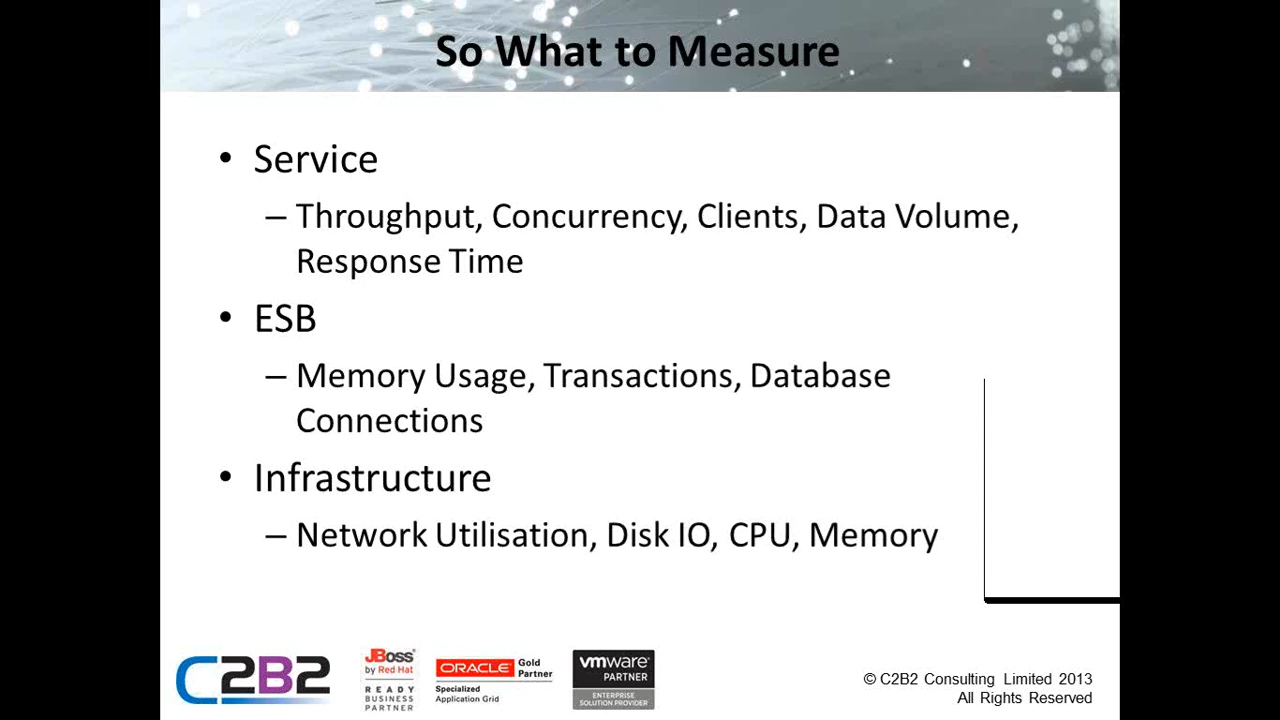 So What to Measure
• Service
– Throughput, Concurrency, Clients, Data Volume,
Response Time
• ESB
– Memory Usage, Transactions, Database
Connections
• Infrastructure
– Network Utilisation, Disk IO, CPU, Memory
C2B2
JBoss
by Red Hat
READY
BUSINESS
PARTNER
ORACLE Gold
Partner
Specialized
Application Grid
vmware
PARTNER
ENTERPRISE
SOLUTION PROVIDER
© C2B2 Consulting Limited 2013
All Rights Reserved